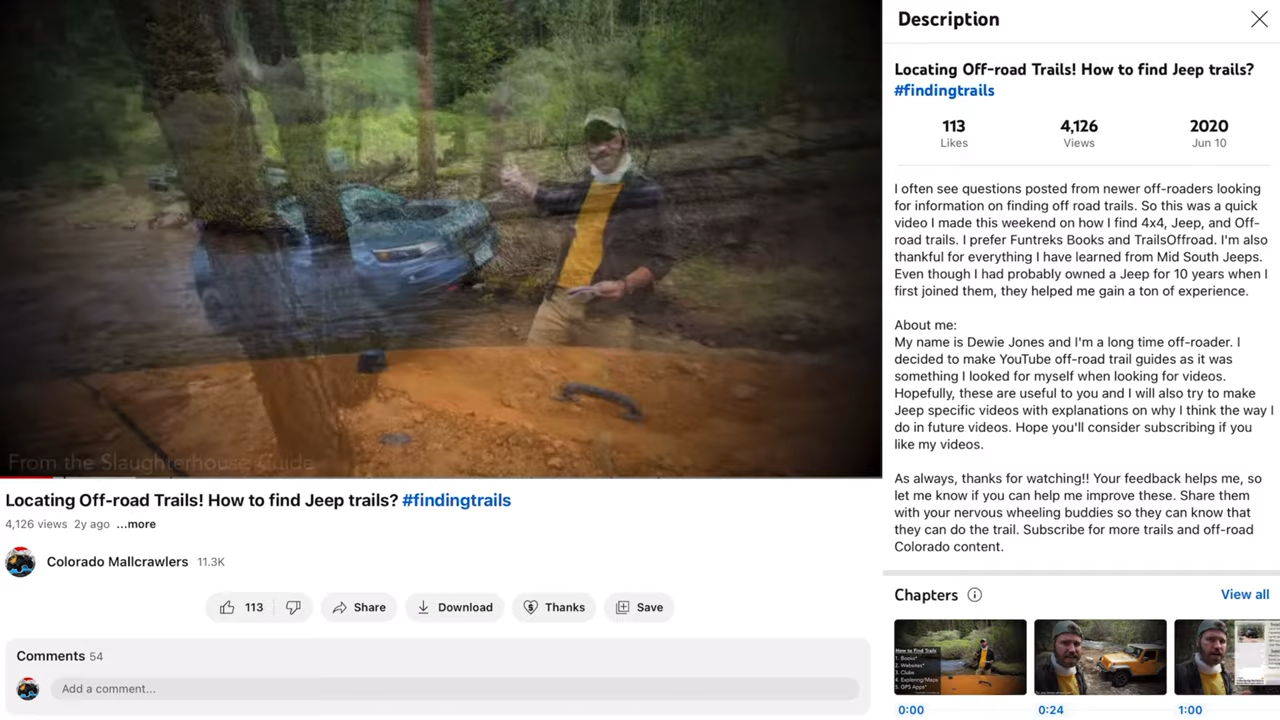 From the Slaughterhouse Guide
Locating Off-road Trails! How to find Jeep trails? #findingtrails
4,126 views 2y ago ...more
Colorado Mallcrawlers 11.3K
113 Share Download Thanks Save
Comments 54
Add a comment...
Description
Locating Off-road Trails! How to find Jeep trails?
#findingtrails
113 4,126 2020
Likes Views Jun 10
I often see questions posted from newer off-roaders looking
for information on finding off road trails. So this was a quick
video I made this weekend on how I find 4x4, Jeep, and Off-
road trails. I prefer Funtreks Books and TrailsOffroad. I'm also
thankful for everything I have learned from Mid South Jeeps.
Even though I had probably owned a Jeep for 10 years when I
first joined them, they helped me gain a ton of experience.
About me:
My name is Dewie Jones and I'm a long time off-roader. I
decided to make YouTube off-road trail guides as it was
something I looked for myself when looking for videos.
Hopefully, these are useful to you and I will also try to make
Jeep specific videos with explanations on why I think the way I
do in future videos. Hope you'll consider subscribing if you
like my videos.
As always, thanks for watching!! Your feedback helps me, so
let me know if you can help me improve these. Share them
with your nervous wheeling buddies so they can know that
they can do the trail. Subscribe for more trails and off-road
Colorado content.
Chapters View all
How to Find Trails
1. Books*
2. Websites*
3. Clubs
4. Exploring/Maps
5. GPS Apps*
0:00 0:24 1:00